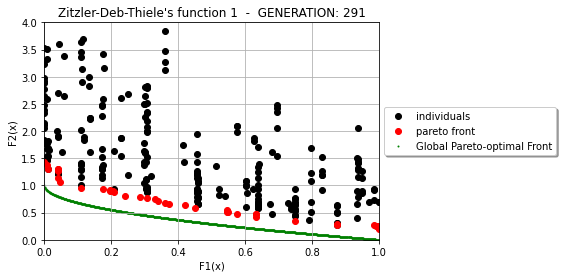 Zitzler-Deb-Thiele's function 1  -  GENERATION: 291
4.0
3.5
3.0
2.5
2.0
1.5
1.0
0.5
0.0
F2(x)
0.0 0.2 0.4 0.6 0.8 1.0
F1(x)
individuals
pareto front
Global Pareto-optimal Front